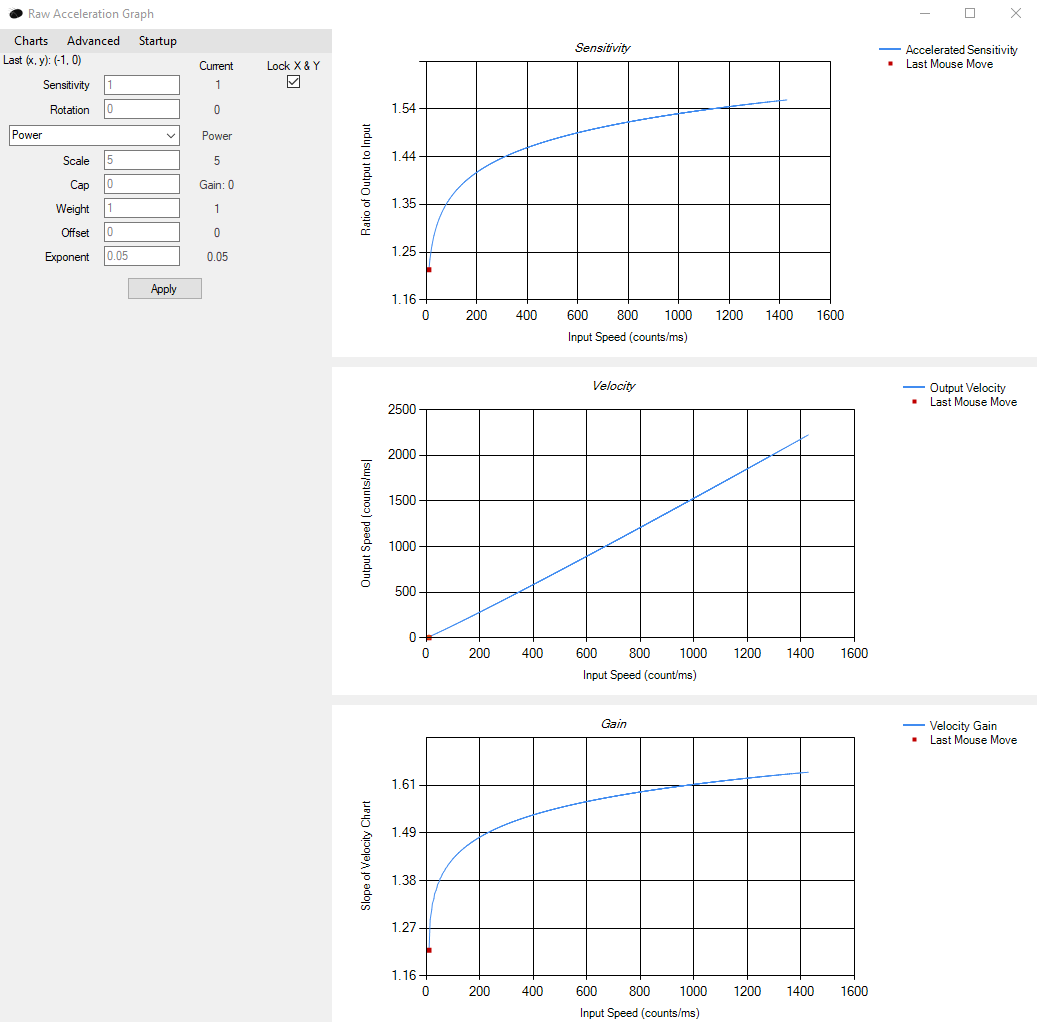 Raw Acceleration Graph
Charts Advanced Startup
Last (x, y): (-1, 0)
Current Lock X & Y
Sensitivity 1 1
Rotation 0 0
Power Power
Scale 5 5
Cap 0 Gain: 0
Weight 1 1
Offset 0 0
Exponent 0.05 0.05
Apply
Sensitivity
Accelerated Sensitivity
Last Mouse Move
Ratio of Output to Input
1.54
1.44
1.35
1.25
1.16
0 200 400 600 800 1000 1200 1400 1600
Input Speed (counts/ms)
Velocity
Output Velocity
Last Mouse Move
Output Speed (counts/ms)
2500
2000
1500
1000
500
0
0 200 400 600 800 1000 1200 1400 1600
Input Speed (count/ms)
Gain
Velocity Gain
Last Mouse Move
Slope of Velocity Chart
1.61
1.49
1.38
1.27
1.16
0 200 400 600 800 1000 1200 1400 1600
Input Speed (counts/ms)